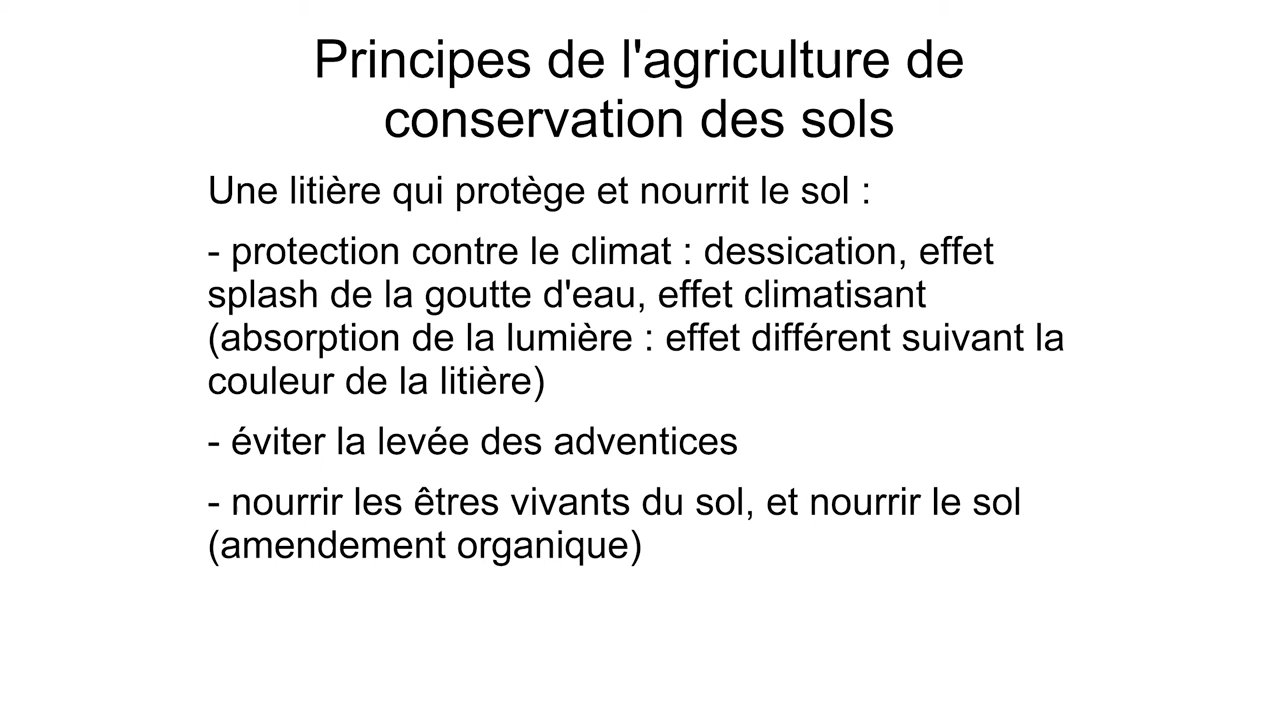 Principes de l'agriculture de
conservation des sols
Une litière qui protège et nourrit le sol :
- protection contre le climat : dessication, effet
splash de la goutte d'eau, effet climatisant
(absorption de la lumière : effet différent suivant la
couleur de la litière)
- éviter la levée des adventices
- nourrir les êtres vivants du sol, et nourrir le sol
(amendement organique)